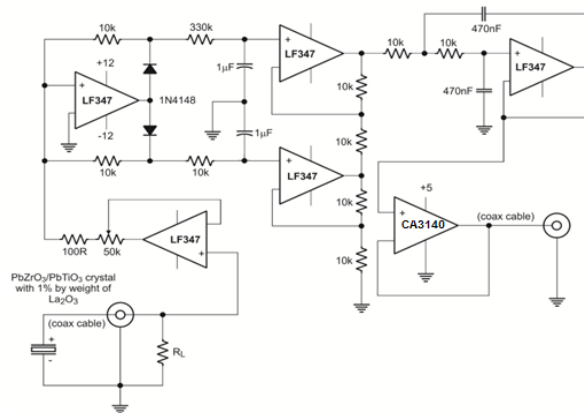 10k
330k
470nF
+12
LF347
1N4148
-12
1μF
LF347
10k
10k
10k
LF347
470nF
1μF
10k
10k
10k
LF347
10k
+5
CA3140
(coax cable)
10k
100R
50k
LF347
PbZrO3/PbTiO3 crystal
with 1% by weight of
La2O3
(coax cable)
RL
+
-